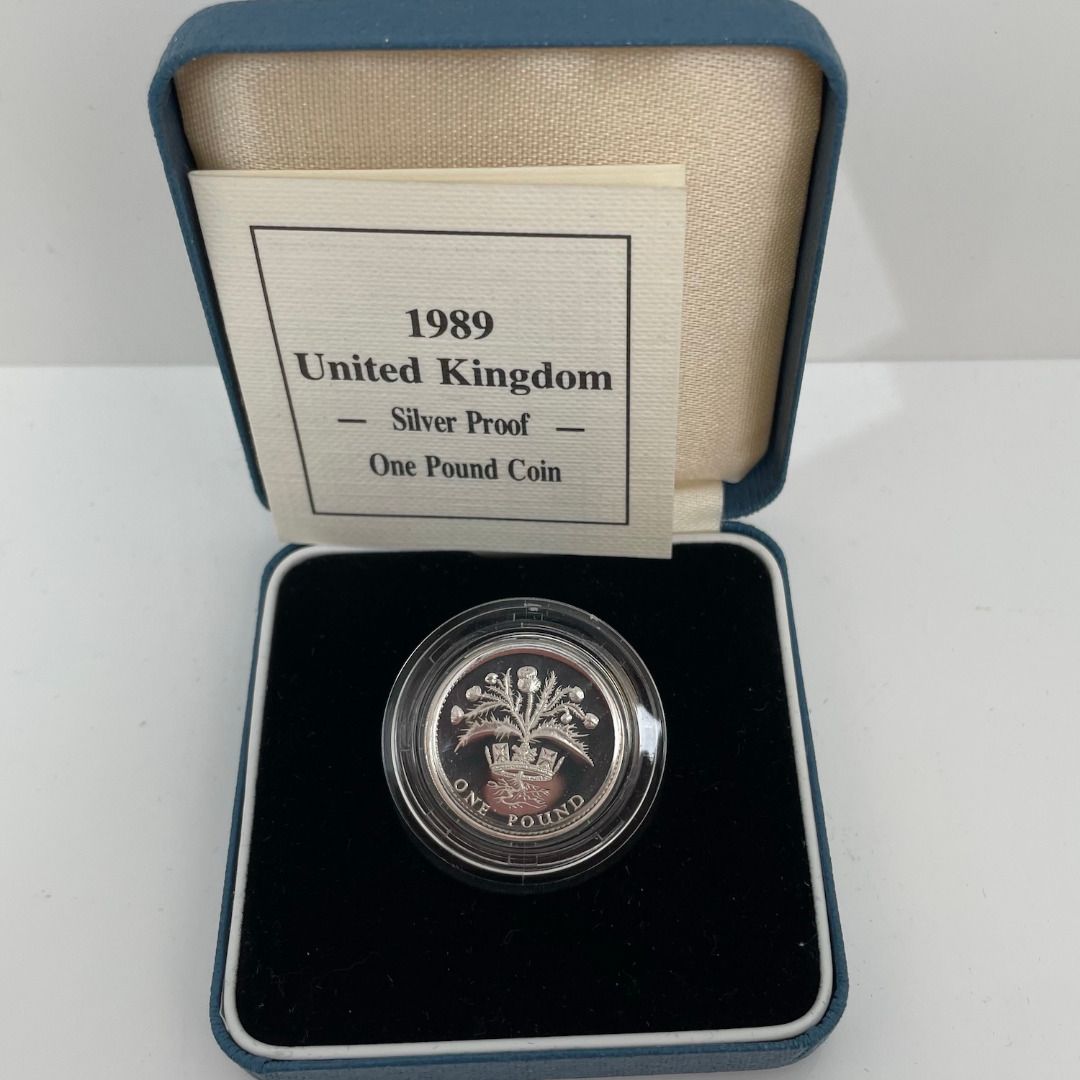 1989
United Kingdom
— Silver Proof —
One Pound Coin
ONE POUND